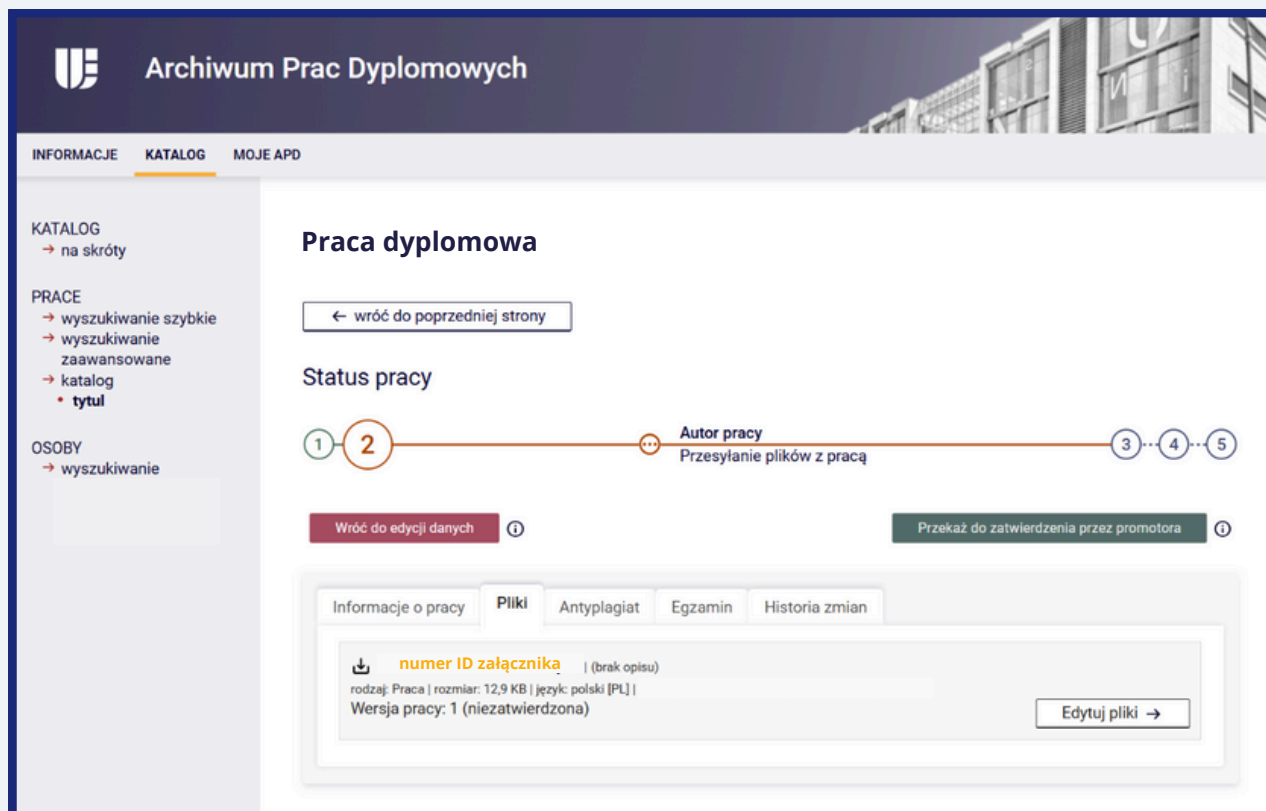 Archiwum Prac Dyplomowych
INFORMACJE KATALOG MOJE APD
KATALOG
→ na skróty
PRACE
→ wyszukiwanie szybkie
→ wyszukiwanie
zaawansowane
→ katalog
• tytul
OSOBY
→ wyszukiwanie
Praca dyplomowa
← wróć do poprzedniej strony
Status pracy
1 2 Autor pracy 3 4 5
Przesyłanie plików z pracą
Wróć do edycji danych Przekaż do zatwierdzenia przez promotora
Informacje o pracy Pliki Antyplagiat Egzamin Historia zmian
numer ID załącznika | (brak opisu)
rodzaj: Praca | rozmiar: 12,9 KB | język: polski [PL] |
Wersja pracy: 1 (niezatwierdzona)
Edytuj pliki →